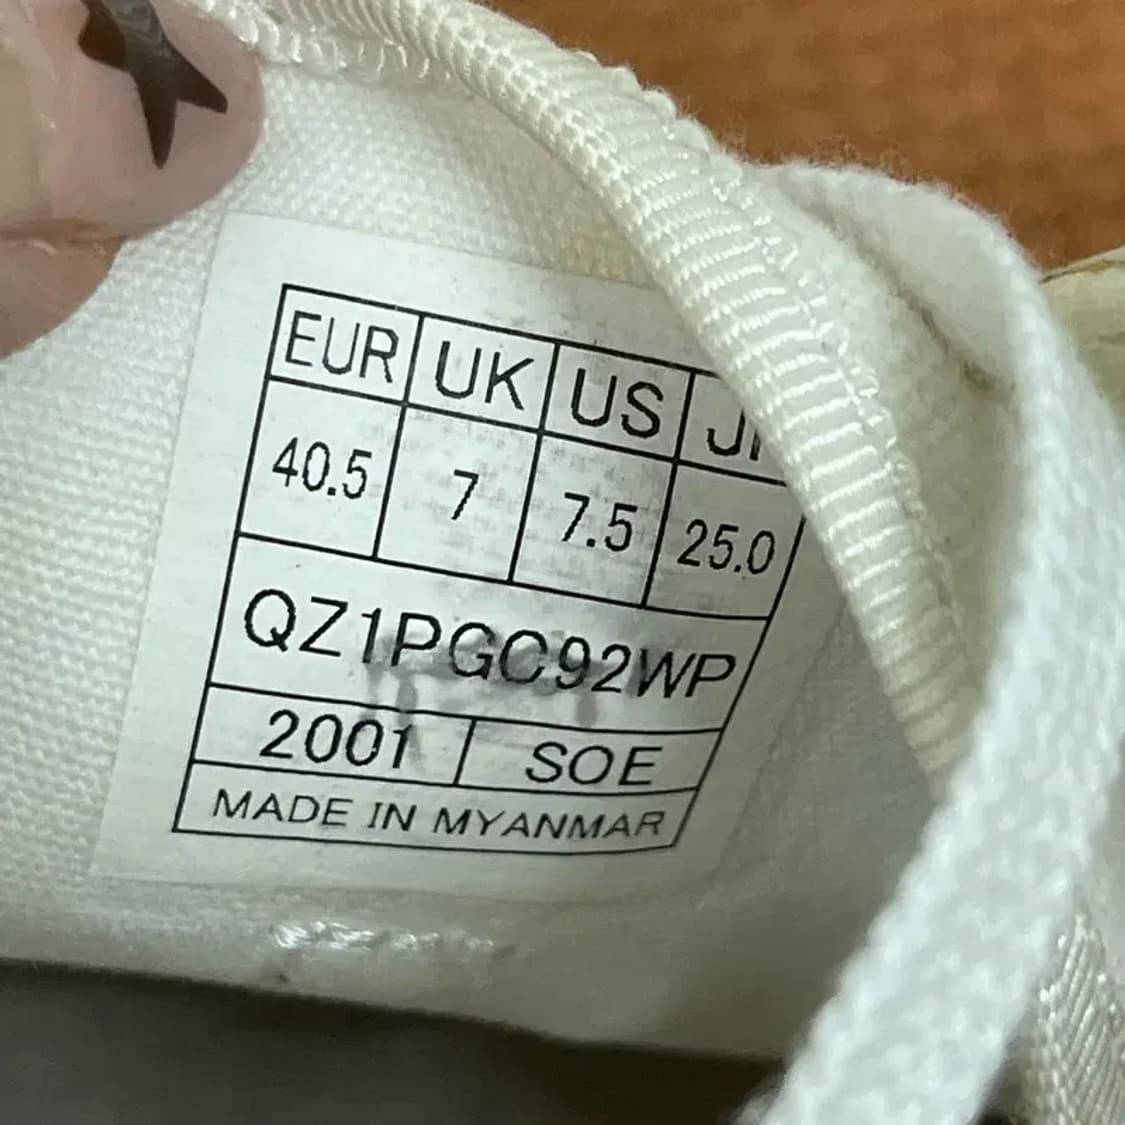 EUR UK US J
40.5 7 7.5 25.0
QZ1PGC92WP
2001 SOE
MADE IN MYANMAR